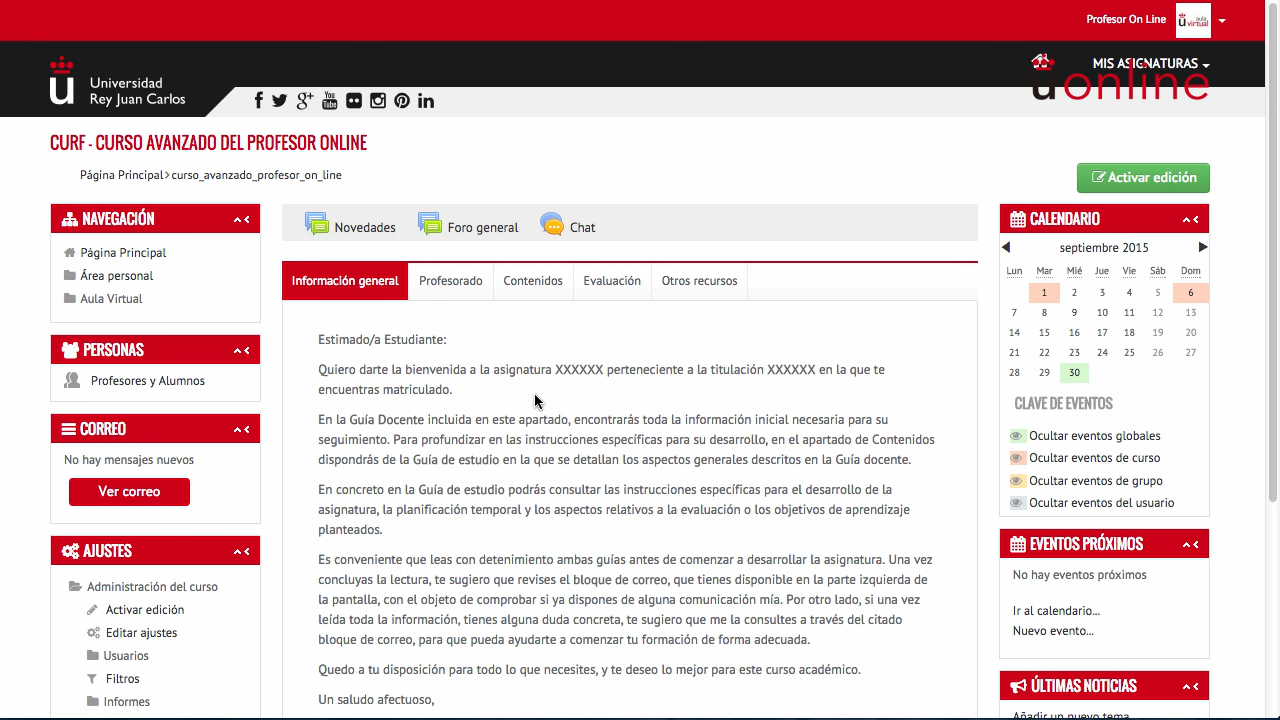 Profesor On Line
aula
virtual
Universidad
Rey Juan Carlos
MIS ASIGNATURAS
online
CURF - CURSO AVANZADO DEL PROFESOR ONLINE
Página Principal > curso_avanzado_profesor_on_line
Activar edición
NAVEGACIÓN
Página Principal
Área personal
Aula Virtual
PERSONAS
Profesores y Alumnos
CORREO
No hay mensajes nuevos
Ver correo
AJUSTES
Administración del curso
Activar edición
Editar ajustes
Usuarios
Filtros
Informes
Novedades
Foro general
Chat
Información general
Profesorado
Contenidos
Evaluación
Otros recursos
Estimado/a Estudiante:
Quiero darte la bienvenida a la asignatura XXXXXX perteneciente a la titulación XXXXXX en la que te
encuentras matriculado.
En la Guía Docente incluida en este apartado, encontrarás toda la información inicial necesaria para su
seguimiento. Para profundizar en las instrucciones específicas para su desarrollo, en el apartado de Contenidos
dispondrás de la Guía de estudio en la que se detallan los aspectos generales descritos en la Guía docente.
En concreto en la Guía de estudio podrás consultar las instrucciones específicas para el desarrollo de la
asignatura, la planificación temporal y los aspectos relativos a la evaluación o los objetivos de aprendizaje
planteados.
Es conveniente que leas con detenimiento ambas guías antes de comenzar a desarrollar la asignatura. Una vez
concluyas la lectura, te sugiero que revises el bloque de correo, que tienes disponible en la parte izquierda de
la pantalla, con el objeto de comprobar si ya dispones de alguna comunicación mía. Por otro lado, si una vez
leída toda la información, tienes alguna duda concreta, te sugiero que me la consultes a través del citado
bloque de correo, para que pueda ayudarte a comenzar tu formación de forma adecuada.
Quedo a tu disposición para todo lo que necesites, y te deseo lo mejor para este curso académico.
Un saludo afectuoso,
CALENDARIO
septiembre 2015
Lun Mar Mié Jue Vie Sáb Dom
1 2 3 4 5 6
7 8 9 10 11 12 13
14 15 16 17 18 19 20
21 22 23 24 25 26 27
28 29 30
CLAVE DE EVENTOS
Ocultar eventos globales
Ocultar eventos de curso
Ocultar eventos de grupo
Ocultar eventos del usuario
EVENTOS PRÓXIMOS
No hay eventos próximos
Ir al calendario...
Nuevo evento...
ÚLTIMAS NOTICIAS
Añadir un nuevo tema